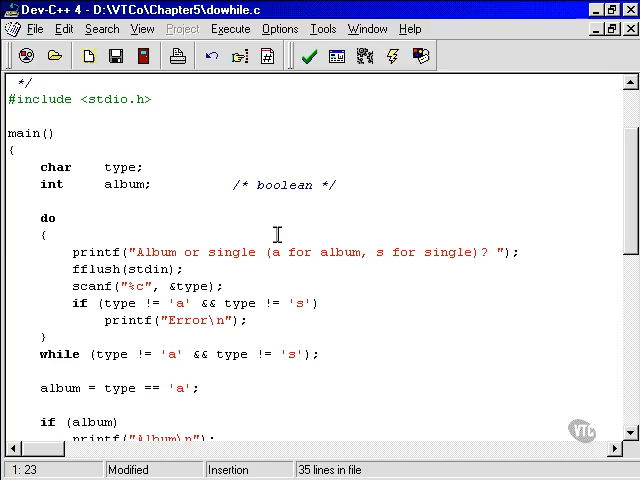 Dev-C++ 4 - D:\VTCo\Chapter5\dowhile.c
File Edit Search View Project Execute Options Tools Window Help
*/
#include <stdio.h>
main()
{
char type;
int album; /* boolean */
do
{
printf("Album or single (a for album, s for single)? ");
fflush(stdin);
scanf("%c", &type);
if (type != 'a' && type != 's')
printf("Error\n");
}
while (type != 'a' && type != 's');
album = type == 'a';
if (album)
printf("Album\n");
VTC
1: 23 Modified Insertion 35 lines in file